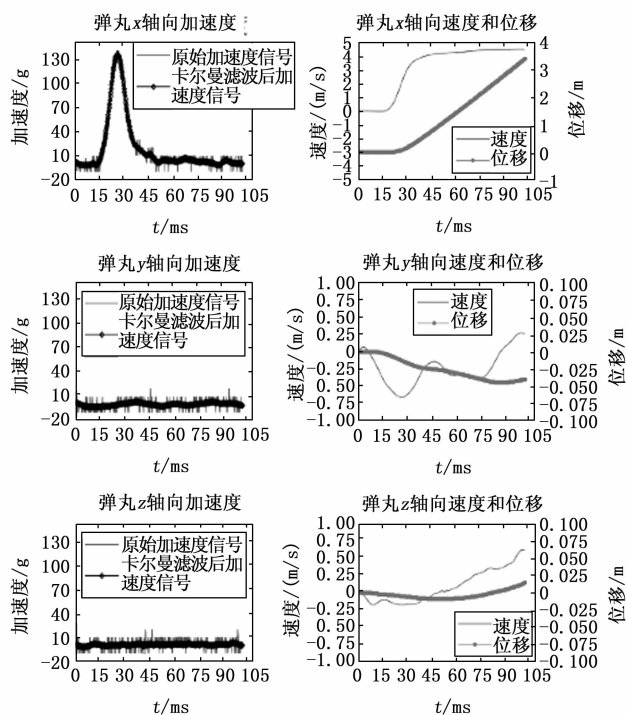 弹丸x轴向加速度
加速度/g
130
100
70
40
10
−20
原始加速度信号
卡尔曼滤波后加
速度信号
0 15 30 45 60 75 90 105
t/ms
弹丸x轴向速度和位移
速度/(m/s)
5
4
3
2
1
0
−1
−2
−3
−4
−5
4
3
2
1
0
−1
位移/m
速度
位移
0 15 30 45 60 75 90 105
t/ms
弹丸y轴向加速度
加速度/g
130
100
70
40
10
−20
原始加速度信号
卡尔曼滤波后加
速度信号
0 15 30 45 60 75 90 105
t/ms
弹丸y轴向速度和位移
速度/(m/s)
1.00
0.75
0.50
0.25
0
0.25
0.50
−0.75
−1.00
0.100
0.075
0.050
0.025
0
−0.025
−0.050
−0.075
−0.100
位移/m
速度
位移
0 15 30 45 60 75 90 105
t/ms
弹丸z轴向加速度
加速度/g
130
100
70
40
10
−20
原始加速度信号
卡尔曼滤波后加
速度信号
0 15 30 45 60 75 90 105
t/ms
弹丸z轴向速度和位移
速度/(m/s)
1.00
0.75
0.50
0.25
0
−0.25
−0.50
−0.75
−1.00
0.100
0.075
0.050
0.025
0
−0.025
−0.050
−0.075
−0.100
位移/m
速度
位移
0 15 30 45 60 75 90 105
t/ms